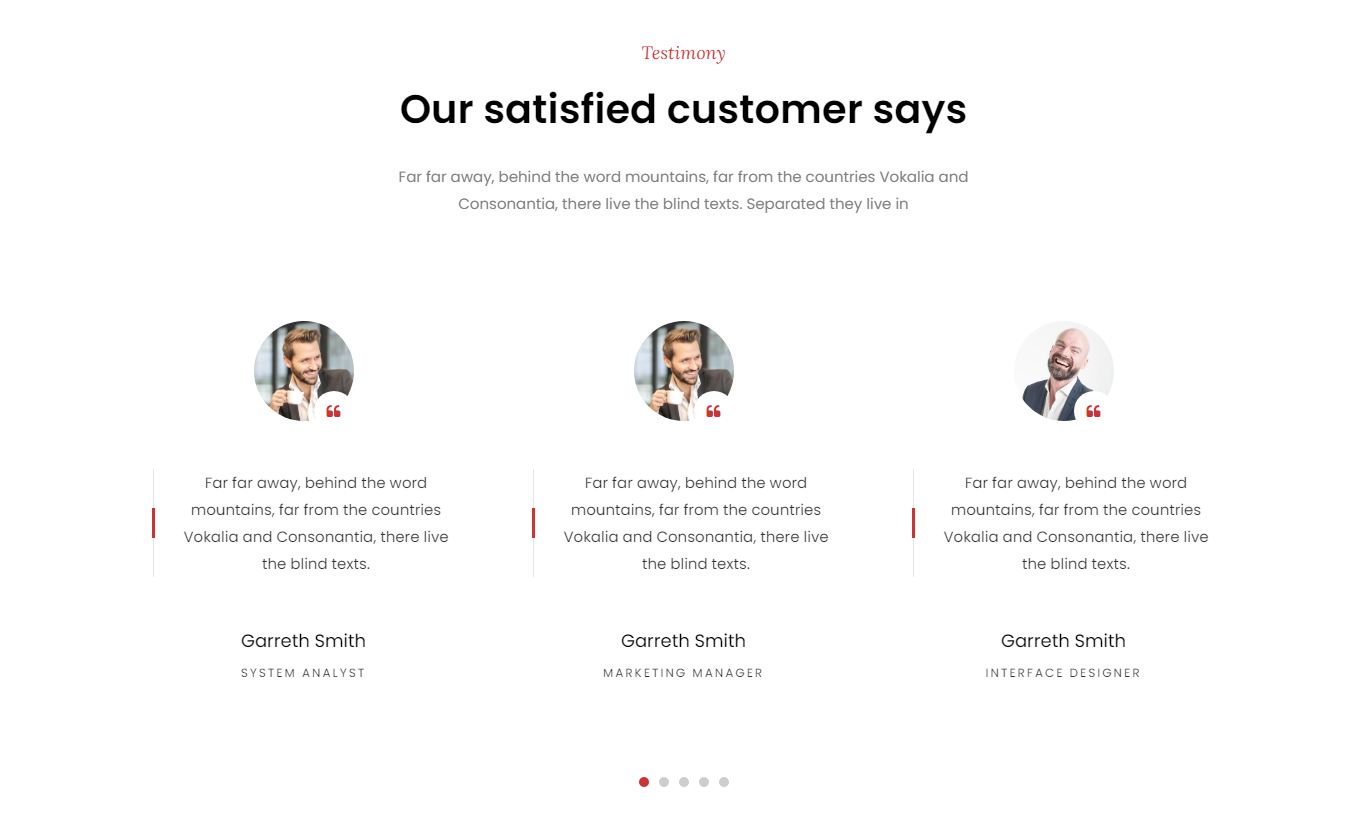 Testimony
Our satisfied customer says
Far far away, behind the word mountains, far from the countries Vokalia and
Consonantia, there live the blind texts. Separated they live in
Far far away, behind the word
mountains, far from the countries
Vokalia and Consonantia, there live
the blind texts.
Garreth Smith
SYSTEM ANALYST
Far far away, behind the word
mountains, far from the countries
Vokalia and Consonantia, there live
the blind texts.
Garreth Smith
MARKETING MANAGER
Far far away, behind the word
mountains, far from the countries
Vokalia and Consonantia, there live
the blind texts.
Garreth Smith
INTERFACE DESIGNER